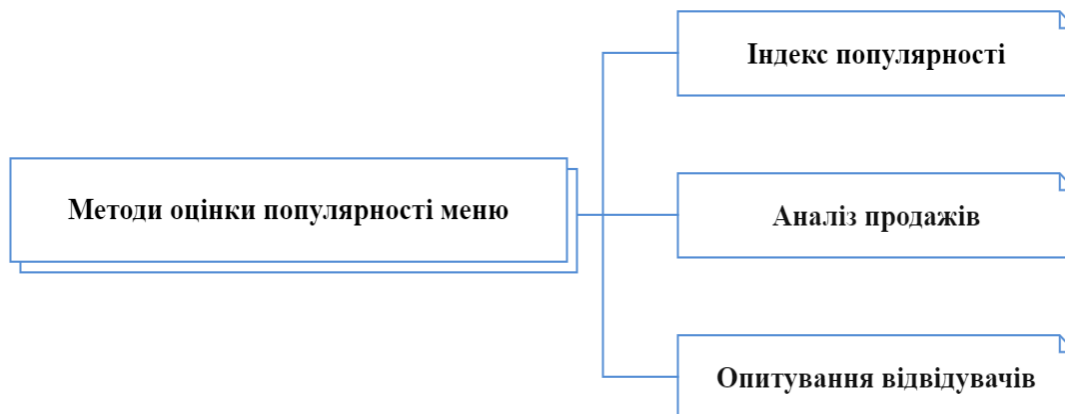 Індекс популярності
Методи оцінки популярності меню
Аналіз продажів
Опитування відвідувачів